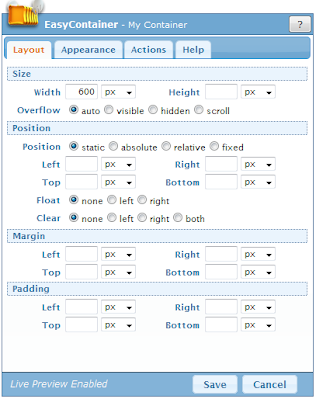 EasyContainer - My Container ?
Layout Appearance Actions Help
Size
Width 600 px Height px
Overflow auto visible hidden scroll
Position
Position static absolute relative fixed
Left px Right px
Top px Bottom px
Float none left right
Clear none left right both
Margin
Left px Right px
Top px Bottom px
Padding
Left px Right px
Top px Bottom px
Live Preview Enabled Save Cancel